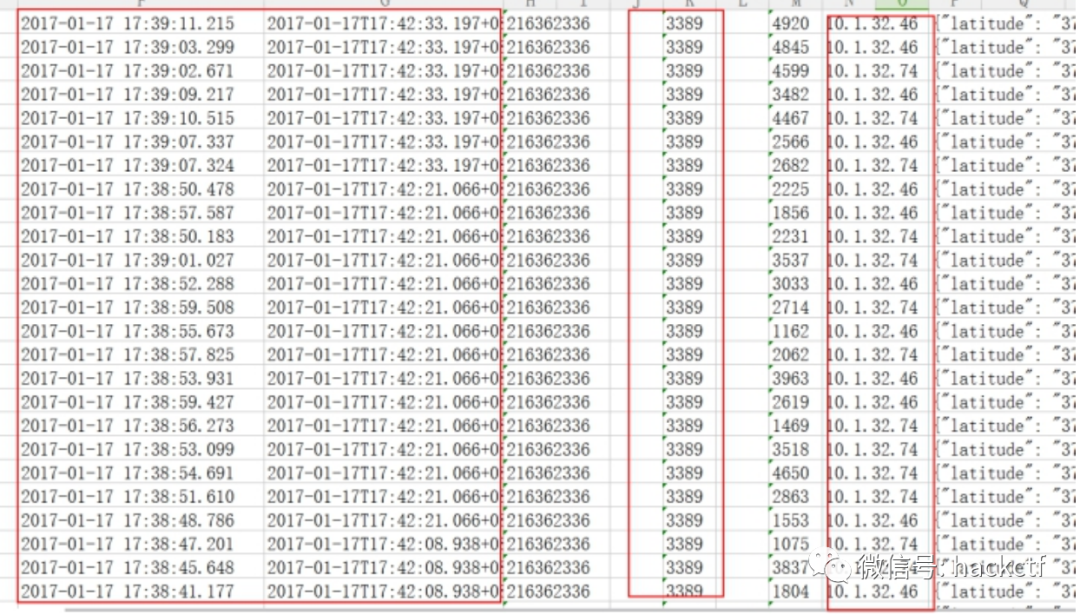 2017-01-17 17:39:11.215 2017-01-17T17:42:33.197+0 216362336 3389 4920 10.1.32.46 {"latitude": "37
2017-01-17 17:39:03.299 2017-01-17T17:42:33.197+0 216362336 3389 4845 10.1.32.46 {"latitude": "37
2017-01-17 17:39:02.671 2017-01-17T17:42:33.197+0 216362336 3389 4599 10.1.32.74 {"latitude": "37
2017-01-17 17:39:09.217 2017-01-17T17:42:33.197+0 216362336 3389 3482 10.1.32.46 {"latitude": "37
2017-01-17 17:39:10.515 2017-01-17T17:42:33.197+0 216362336 3389 4467 10.1.32.46 {"latitude": "37
2017-01-17 17:39:07.337 2017-01-17T17:42:33.197+0 216362336 3389 2566 10.1.32.46 {"latitude": "37
2017-01-17 17:39:07.324 2017-01-17T17:42:33.197+0 216362336 3389 2682 10.1.32.74 {"latitude": "37
2017-01-17 17:38:50.478 2017-01-17T17:42:21.066+0 216362336 3389 2225 10.1.32.46 {"latitude": "37
2017-01-17 17:38:57.587 2017-01-17T17:42:21.066+0 216362336 3389 1856 10.1.32.46 {"latitude": "37
2017-01-17 17:38:50.183 2017-01-17T17:42:21.066+0 216362336 3389 2231 10.1.32.74 {"latitude": "37
2017-01-17 17:39:01.027 2017-01-17T17:42:21.066+0 216362336 3389 3537 10.1.32.74 {"latitude": "37
2017-01-17 17:38:52.288 2017-01-17T17:42:21.066+0 216362336 3389 3033 10.1.32.46 {"latitude": "37
2017-01-17 17:38:59.508 2017-01-17T17:42:21.066+0 216362336 3389 2714 10.1.32.74 {"latitude": "37
2017-01-17 17:38:55.673 2017-01-17T17:42:21.066+0 216362336 3389 1162 10.1.32.46 {"latitude": "37
2017-01-17 17:38:57.825 2017-01-17T17:42:21.066+0 216362336 3389 2062 10.1.32.74 {"latitude": "37
2017-01-17 17:38:53.931 2017-01-17T17:42:21.066+0 216362336 3389 3963 10.1.32.46 {"latitude": "37
2017-01-17 17:38:59.427 2017-01-17T17:42:21.066+0 216362336 3389 2619 10.1.32.46 {"latitude": "37
2017-01-17 17:38:56.273 2017-01-17T17:42:21.066+0 216362336 3389 1469 10.1.32.74 {"latitude": "37
2017-01-17 17:38:53.099 2017-01-17T17:42:21.066+0 216362336 3389 3518 10.1.32.74 {"latitude": "37
2017-01-17 17:38:54.691 2017-01-17T17:42:21.066+0 216362336 3389 4650 10.1.32.74 {"latitude": "37
2017-01-17 17:38:51.610 2017-01-17T17:42:21.066+0 216362336 3389 2863 10.1.32.74 {"latitude": "37
2017-01-17 17:38:48.786 2017-01-17T17:42:21.066+0 216362336 3389 1553 10.1.32.46 {"latitude": "37
2017-01-17 17:38:47.201 2017-01-17T17:42:08.938+0 216362336 3389 1075 10.1.32.74 {"latitude": "37
2017-01-17 17:38:45.648 2017-01-17T17:42:08.938+0 216362336 3389 3837
微信号: hacketf
2017-01-17 17:38:41.177 2017-01-17T17:42:08.938+0 216362336 3389 1804 10.1.32.46 {"latitude": "37